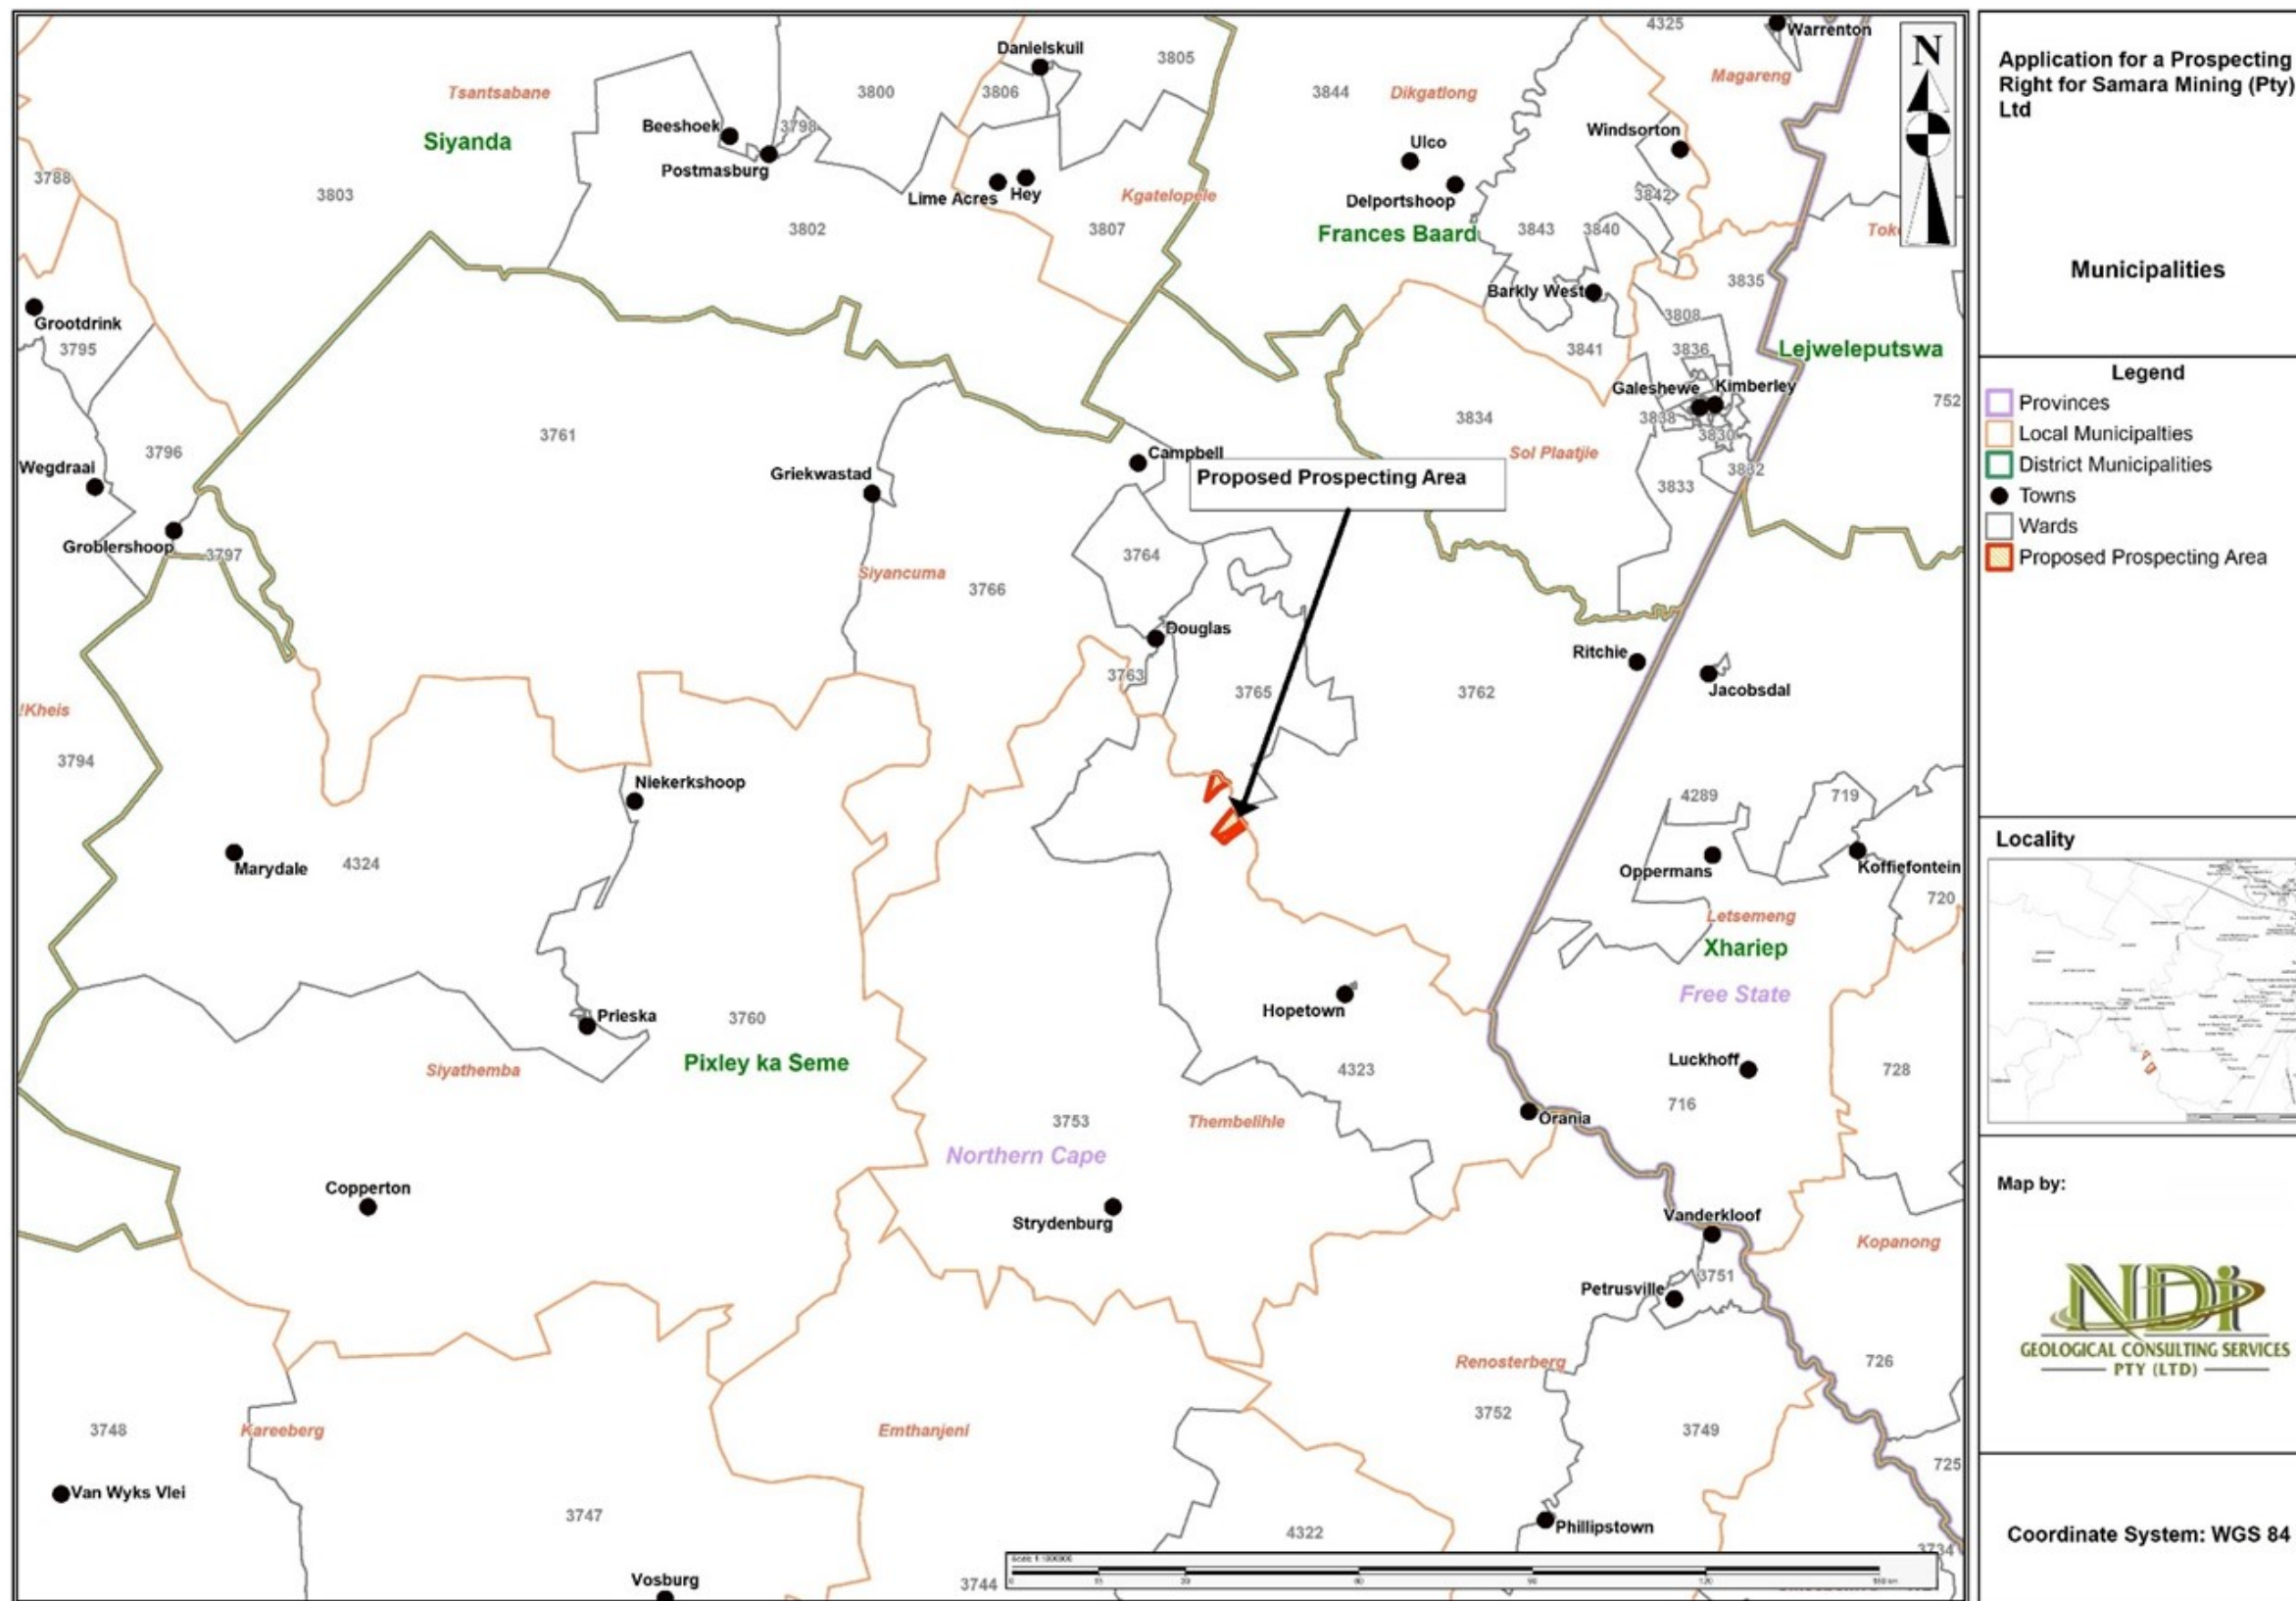 4325
Warrenton
Danielskuil
3805
Tsantsabane
3800
3806
3844
Dikgatlong
Magareng
N
Beeshoek
3798
Siyanda
Postmasburg
Ulco
Windsorton
3788
3803
Lime Acres
Hey
Kgatelopele
Delportshoop
3842
3802
3807
Frances Baard
3843
3840
3835
Grootdrink
3795
Barkly West
3808
3841
3836
Lejweleputswa
Galeshewe
Kimberley
752
3761
3834
3838
3830
3796
Wegdraai
Griekwastad
Campbell
Sol Plaatjie
3832
Proposed Prospecting Area
3833
Groblershoop
3797
3764
Siyancuma
3766
Douglas
Ritchie
3763
3765
3762
Jacobsdal
!Kheis
3794
Niekerkshoop
4289
719
Marydale
4324
Oppermans
Koffiefontein
720
Letsemeng
Xhariep
Free State
Hopetown
Prieska
3760
Pixley ka Seme
Siyathemba
4323
Luckhoff
728
716
Orania
3753
Thembelihle
Northern Cape
Copperton
Strydenburg
Vanderkloof
Kopanong
3751
Petrusville
Renosterberg
726
3752
3749
3748
Kareeberg
Emthanjeni
725
Van Wyks Vlei
3747
4322
Phillipstown
3734
Vosburg
3744
Application for a Prospecting
Right for Samara Mining (Pty)
Ltd
Municipalities
Legend
Provinces
Local Municipalties
District Municipalities
Towns
Wards
Proposed Prospecting Area
Locality
Map by:
NDi
GEOLOGICAL CONSULTING SERVICES
PTY (LTD)
Coordinate System: WGS 84